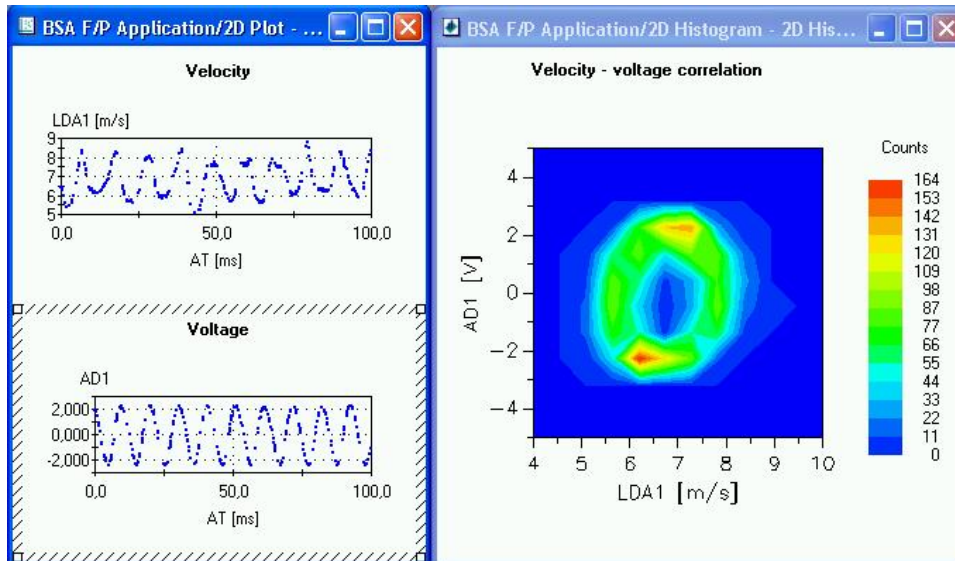 BSA F/P Application/2D Plot - ...
Velocity
LDA1 [m/s]
9
8
7
6
5
0,0 50,0 100,0
AT [ms]
Voltage
AD1
2,000
0,000
-2,000
0,0 50,0 100,0
AT [ms]
BSA F/P Application/2D Histogram - 2D His...
Velocity - voltage correlation
AD1 [V]
4
2
0
-2
-4
4 5 6 7 8 9 10
LDA1 [m/s]
Counts
164
153
142
131
120
109
98
87
77
66
55
44
33
22
11
0